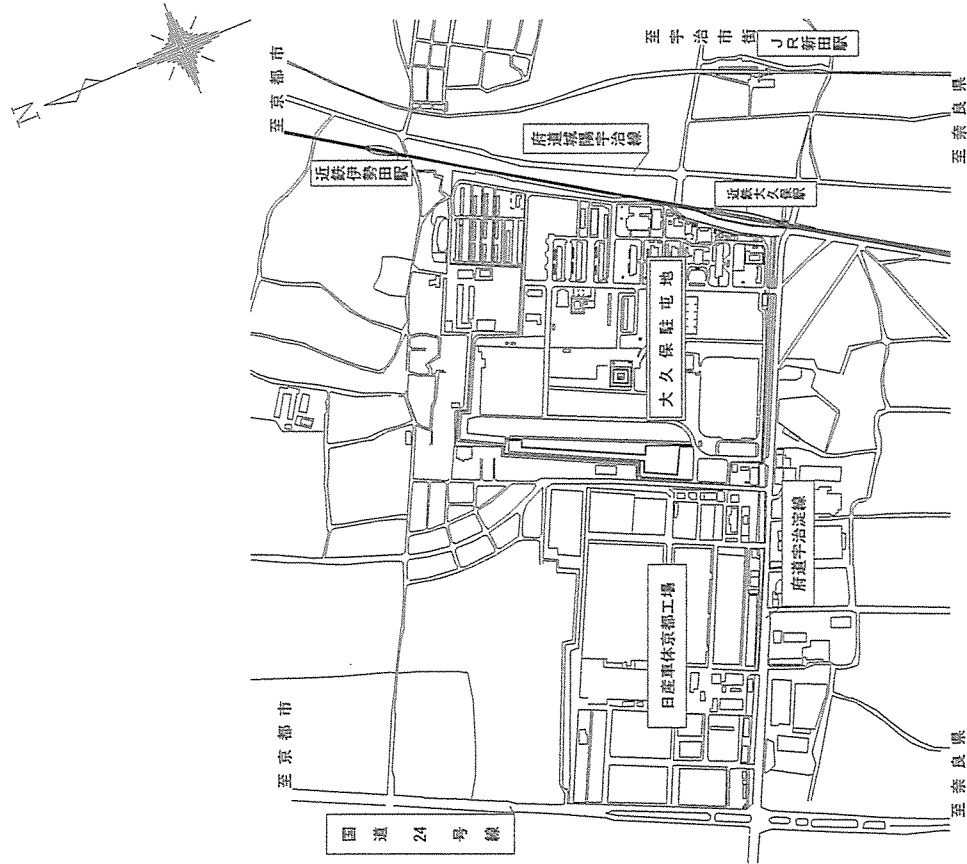 N
至京都市
至宇治市街
JR新田駅
至奈良県
府道城陽宇治線
近鉄伊勢田駅
近鉄大久保駅
大久保駐屯地
府道宇治淀線
日産車体京都工場
至京都市
国道24号線
至奈良県